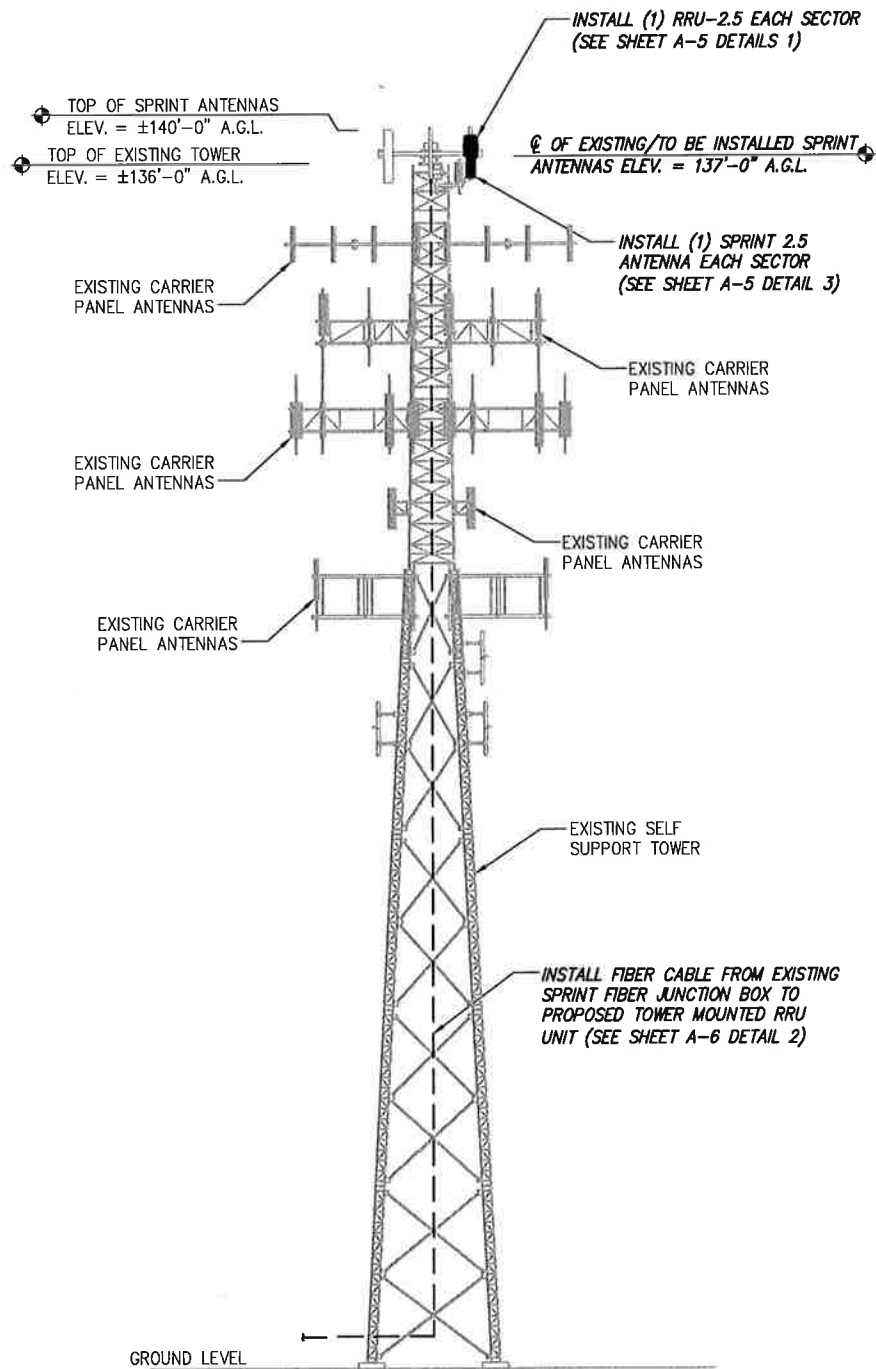 INSTALL (1) RRU-2.5 EACH SECTOR
(SEE SHEET A-5 DETAILS 1)
TOP OF SPRINT ANTENNAS
ELEV. = ±140'-0" A.G.L.
TOP OF EXISTING TOWER
ELEV. = ±136'-0" A.G.L.
℄ OF EXISTING/TO BE INSTALLED SPRINT
ANTENNAS ELEV. = 137'-0" A.G.L.
INSTALL (1) SPRINT 2.5
ANTENNA EACH SECTOR
(SEE SHEET A-5 DETAIL 3)
EXISTING CARRIER
PANEL ANTENNAS
EXISTING CARRIER
PANEL ANTENNAS
EXISTING CARRIER
PANEL ANTENNAS
EXISTING CARRIER
PANEL ANTENNAS
EXISTING CARRIER
PANEL ANTENNAS
EXISTING SELF
SUPPORT TOWER
INSTALL FIBER CABLE FROM EXISTING
SPRINT FIBER JUNCTION BOX TO
PROPOSED TOWER MOUNTED RRU
UNIT (SEE SHEET A-6 DETAIL 2)
GROUND LEVEL